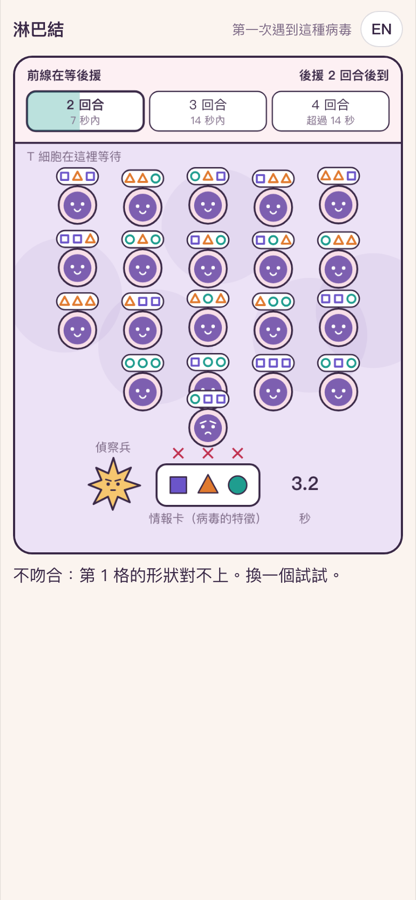 淋巴結
第一次遇到這種病毒
EN
前線在等後援
後援 2 回合後到
2 回合
7 秒內
3 回合
14 秒內
4 回合
超過 14 秒
T 細胞在這裡等待
偵察兵
3.2
情報卡（病毒的特徵）
秒
不吻合：第 1 格的形狀對不上。換一個試試。